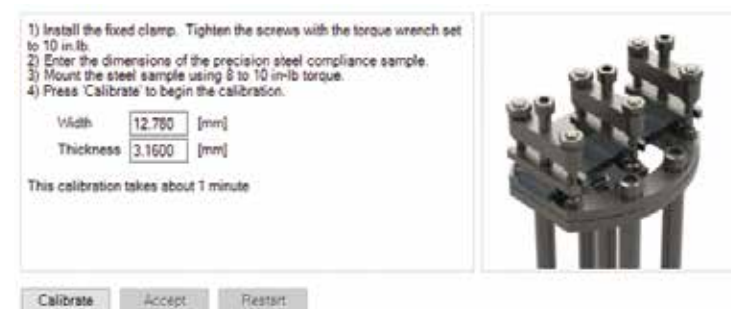 1) Install the fixed clamp. Tighten the screws with the torque wrench set
to 10 in.lb.
2) Enter the dimensions of the precision steel compliance sample.
3) Mount the steel sample using 8 to 10 in-lb torque.
4) Press 'Calibrate' to begin the calibration.
Width 12.780 [mm]
Thickness 3.1600 [mm]
This calibration takes about 1 minute
Calibrate Accept Restart